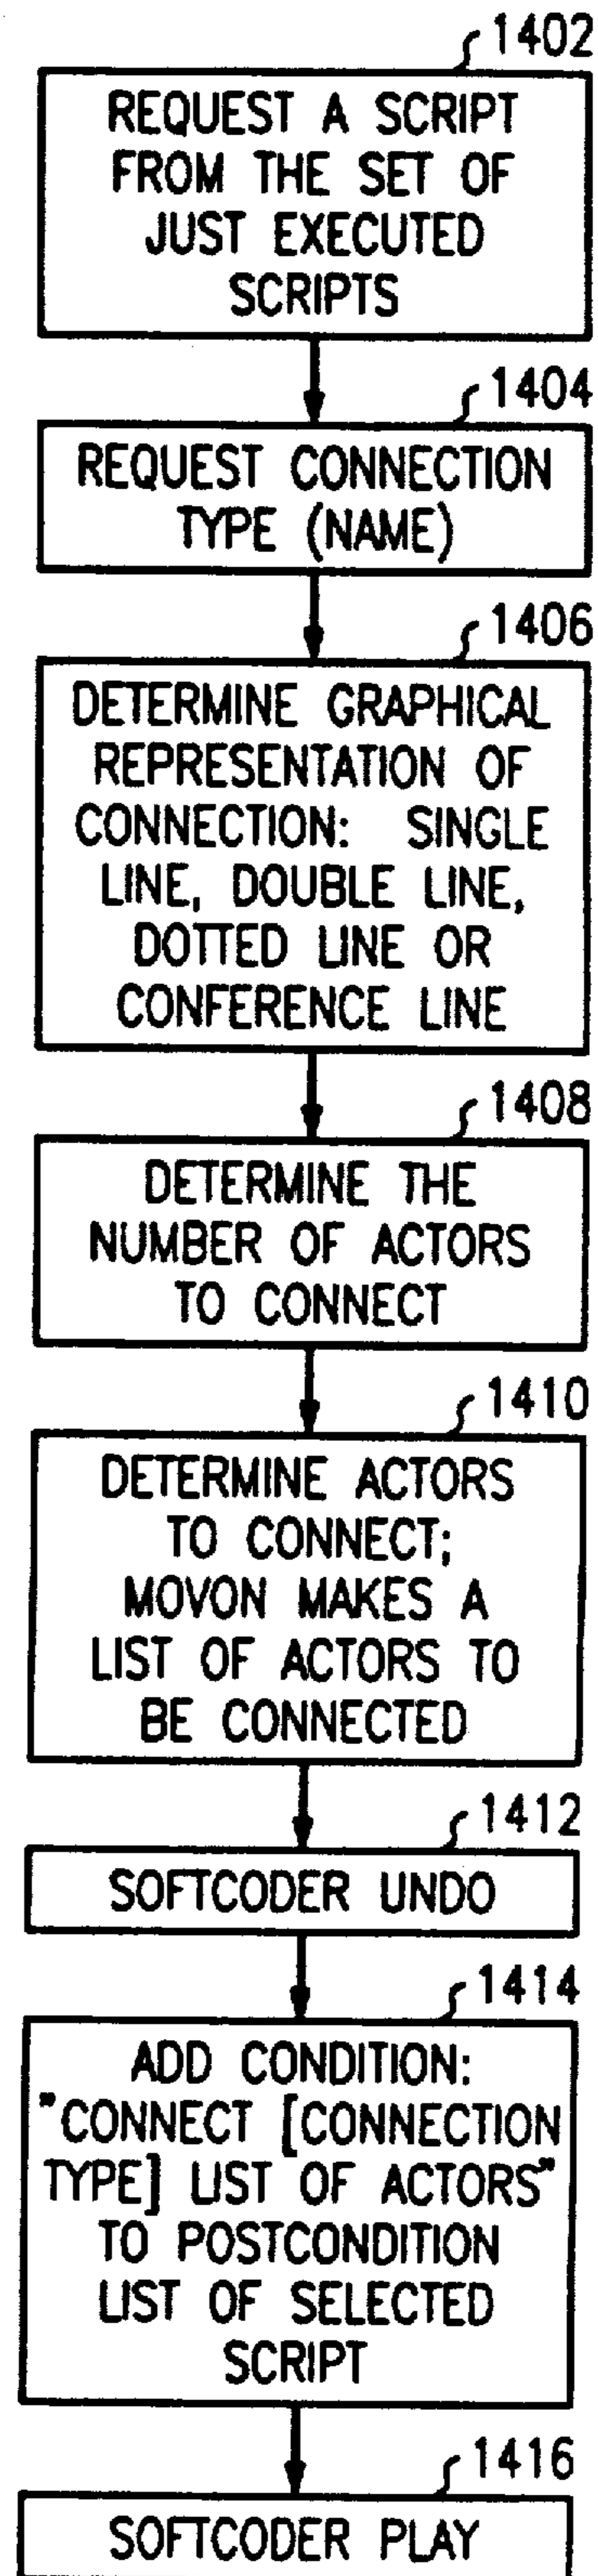 1402
REQUEST A SCRIPT
FROM THE SET OF
JUST EXECUTED
SCRIPTS
1404
REQUEST CONNECTION
TYPE (NAME)
1406
DETERMINE GRAPHICAL
REPRESENTATION OF
CONNECTION: SINGLE
LINE, DOUBLE LINE,
DOTTED LINE OR
CONFERENCE LINE
1408
DETERMINE THE
NUMBER OF ACTORS
TO CONNECT
1410
DETERMINE ACTORS
TO CONNECT;
MOVON MAKES A
LIST OF ACTORS TO
BE CONNECTED
1412
SOFTCODER UNDO
1414
ADD CONDITION:
"CONNECT [CONNECTION
TYPE] LIST OF ACTORS"
TO POSTCONDITION
LIST OF SELECTED
SCRIPT
1416
SOFTCODER PLAY